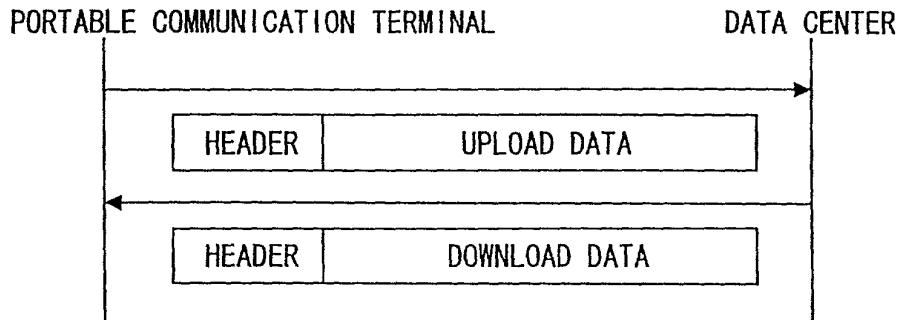 PORTABLE COMMUNICATION TERMINAL DATA CENTER
HEADER UPLOAD DATA
HEADER DOWNLOAD DATA